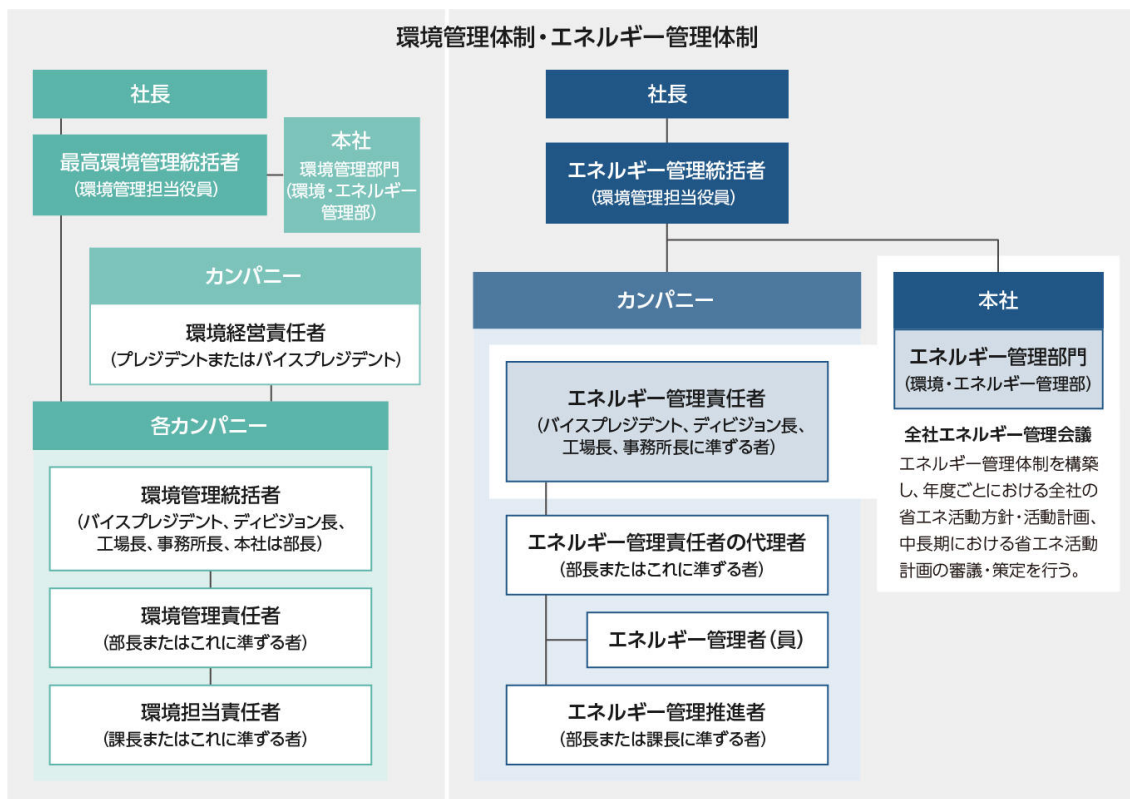 環境管理体制・エネルギー管理体制
社長
最高環境管理統括者
(環境管理担当役員)
本社
環境管理部門
(環境・エネルギー
管理部)
カンパニー
環境経営責任者
(プレジデントまたはバイスプレジデント)
各カンパニー
環境管理統括者
(バイスプレジデント、ディビジョン長、
工場長、事務所長、本社は部長)
環境管理責任者
(部長またはこれに準ずる者)
環境担当責任者
(課長またはこれに準ずる者)
社長
エネルギー管理統括者
(環境管理担当役員)
カンパニー
エネルギー管理責任者
(バイスプレジデント、ディビジョン長、
工場長、事務所長に準ずる者)
エネルギー管理責任者の代理者
(部長またはこれに準ずる者)
エネルギー管理者(員)
エネルギー管理推進者
(部長または課長に準ずる者)
本社
エネルギー管理部門
(環境・エネルギー管理部)
全社エネルギー管理会議
エネルギー管理体制を構築
し、年度ごとにおける全社の
省エネ活動方針・活動計画、
中長期における省エネ活動
計画の審議・策定を行う。